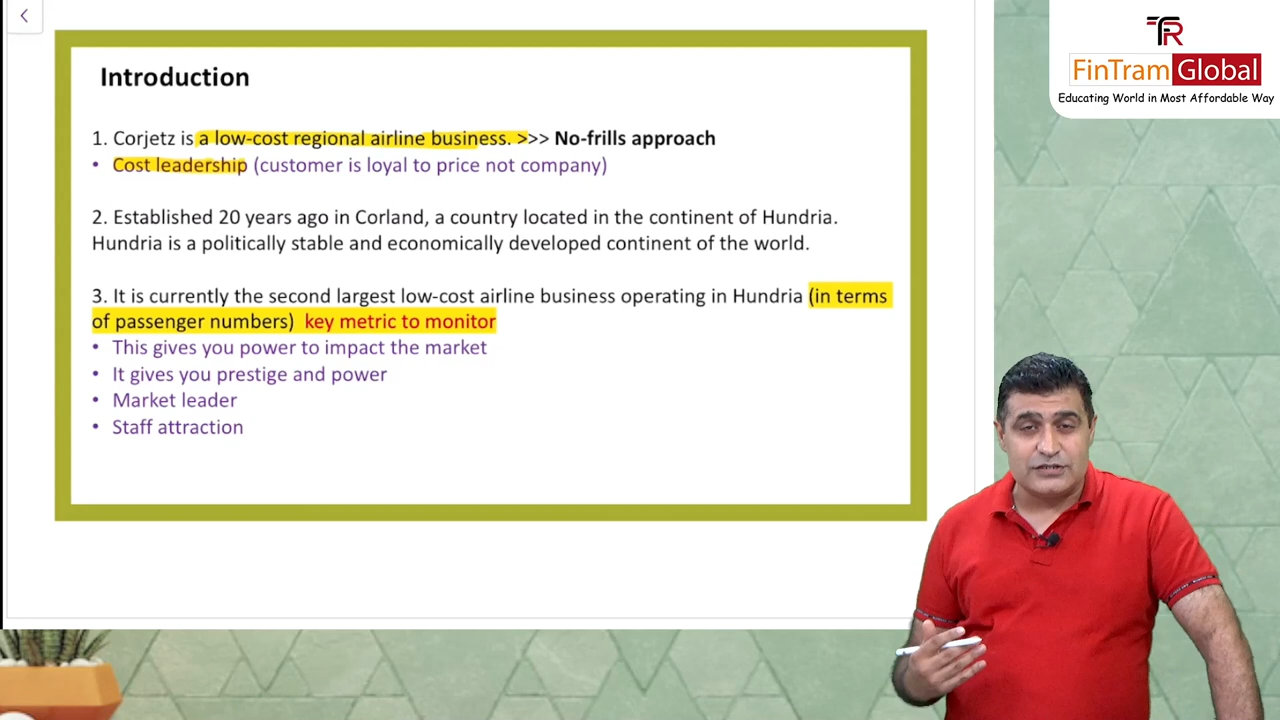 Introduction
1. Corjetz is a low-cost regional airline business. >>> No-frills approach
• Cost leadership (customer is loyal to price not company)
2. Established 20 years ago in Corland, a country located in the continent of Hundria.
Hundria is a politically stable and economically developed continent of the world.
3. It is currently the second largest low-cost airline business operating in Hundria (in terms
of passenger numbers) key metric to monitor
• This gives you power to impact the market
• It gives you prestige and power
• Market leader
• Staff attraction
FinTram Global
Educating World in Most Affordable Way